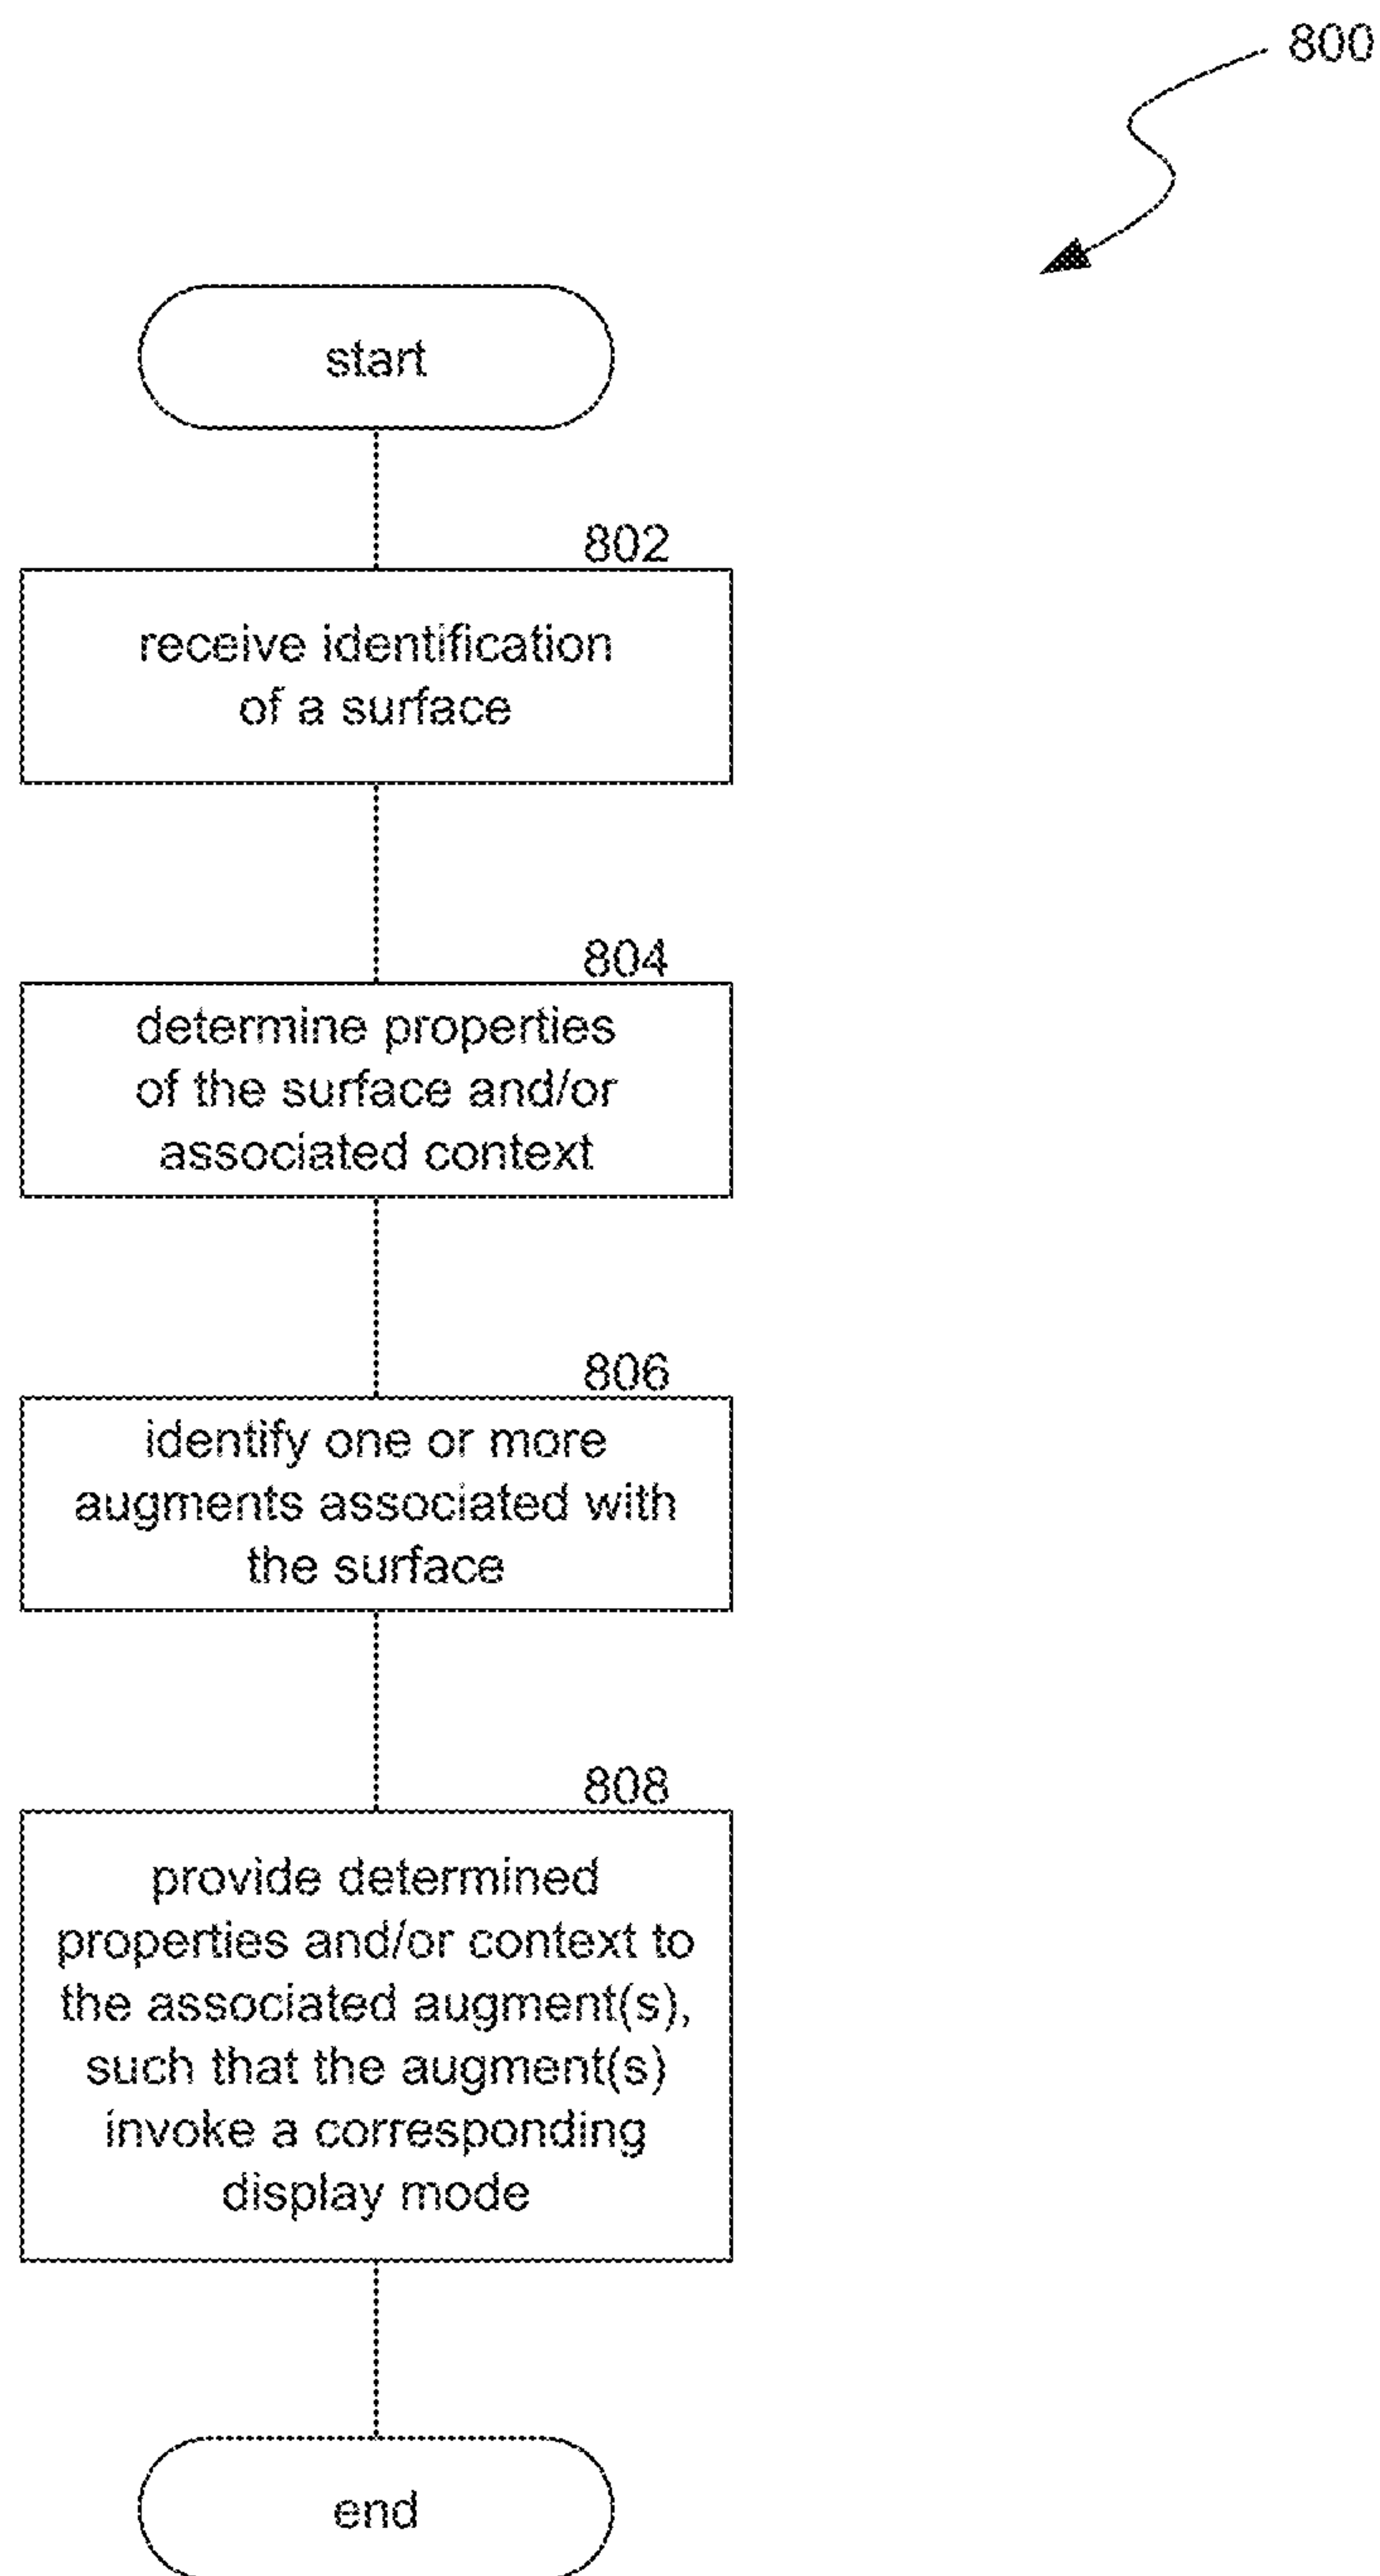 800
start
802
receive identification
of a surface
804
determine properties
of the surface and/or
associated context
806
identify one or more
augments associated with
the surface
808
provide determined
properties and/or context to
the associated augment(s),
such that the augment(s)
invoke a corresponding
display mode
end